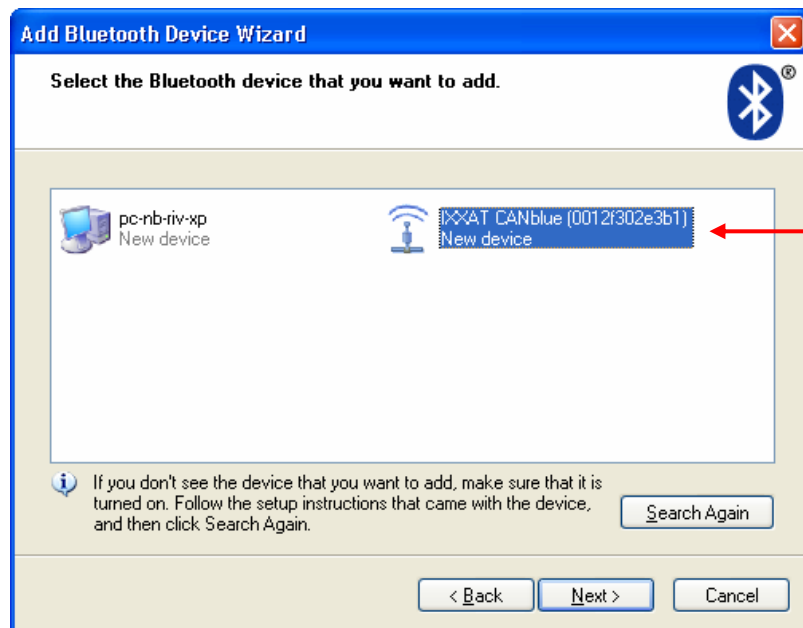 Add Bluetooth Device Wizard
Select the Bluetooth device that you want to add.
®
pc-nb-riv-xp
New device
IXXAT CANblue (0012f302e3b1)
New device
If you don't see the device that you want to add, make sure that it is
turned on. Follow the setup instructions that came with the device,
and then click Search Again.
Search Again
< Back
Next >
Cancel